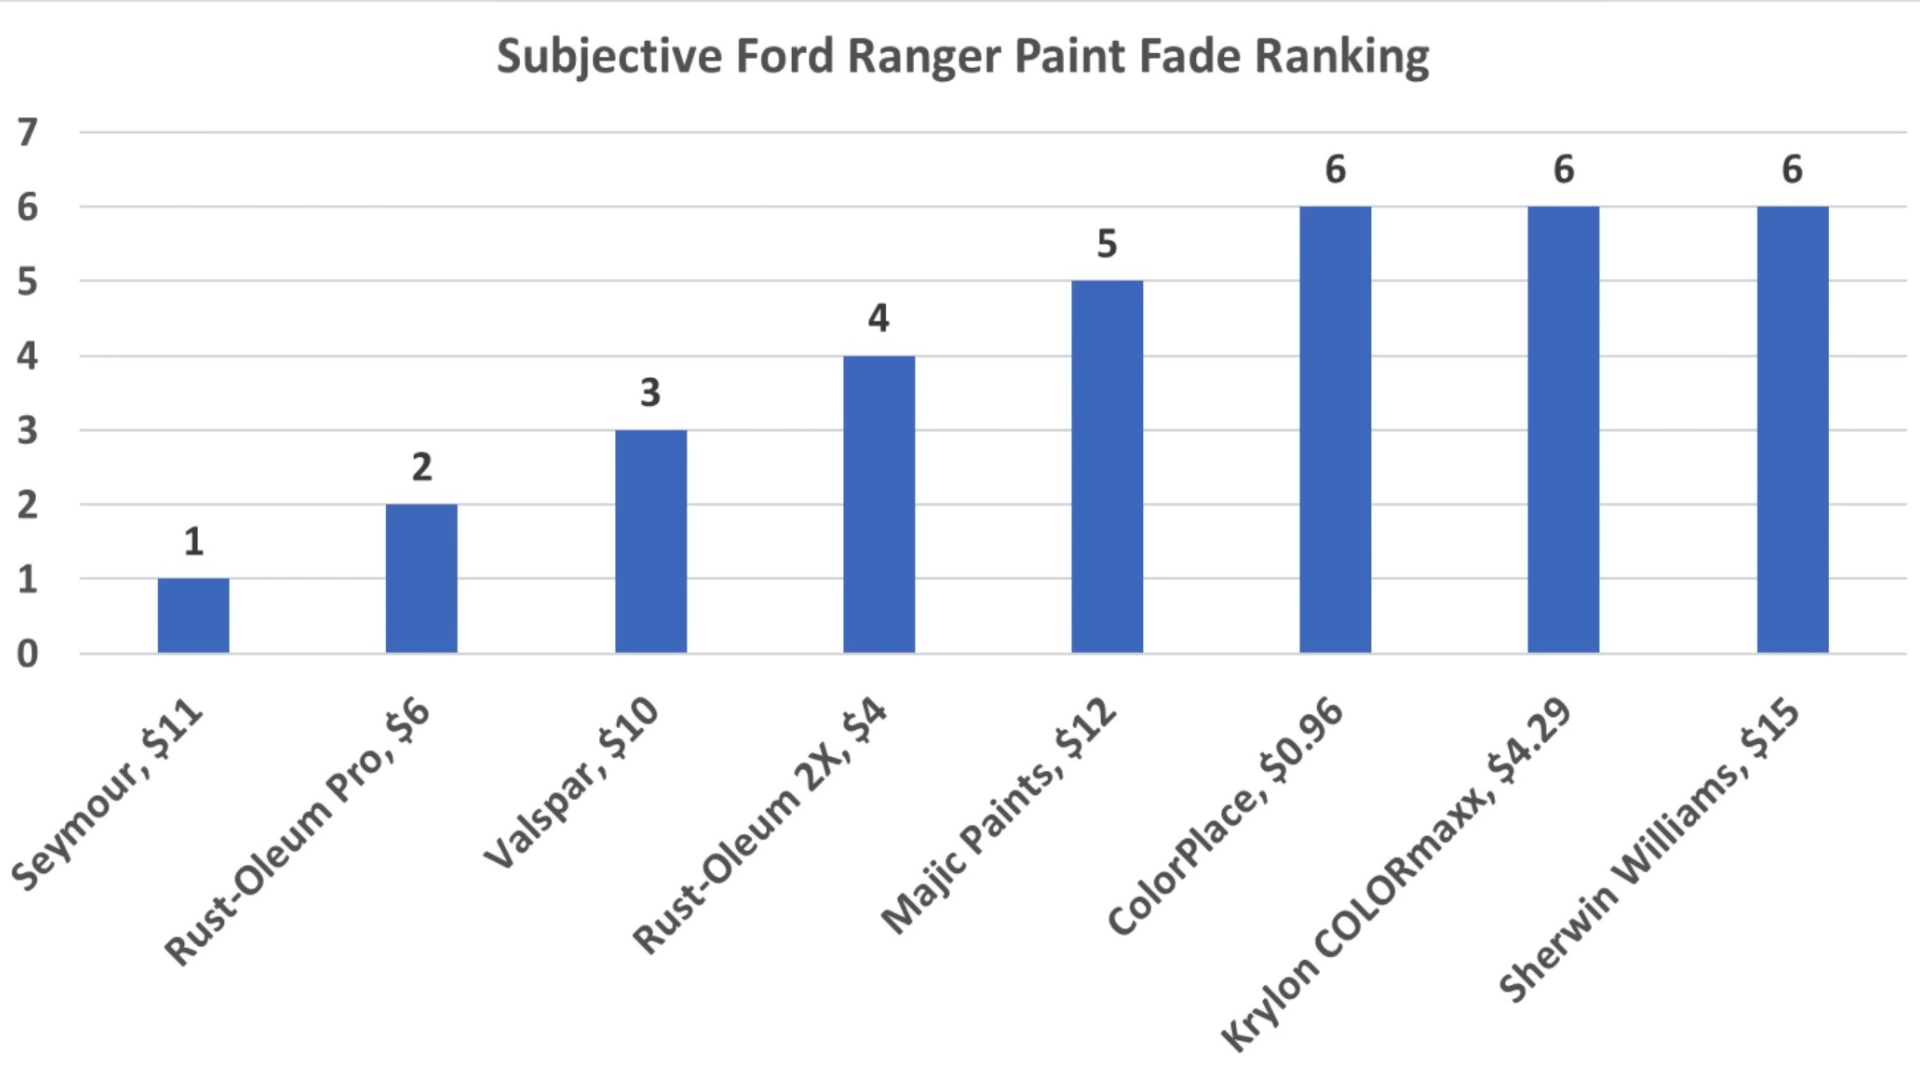 Subjective Ford Ranger Paint Fade Ranking
7
6
5
4
3
2
1
0
1
2
3
4
5
6
6
6
Seymour, $11
Rust-Oleum Pro, $6
Valspar, $10
Rust-Oleum 2X, $4
Majic Paints, $12
ColorPlace, $0.96
Krylon COLORmaxx, $4.29
Sherwin Williams, $15